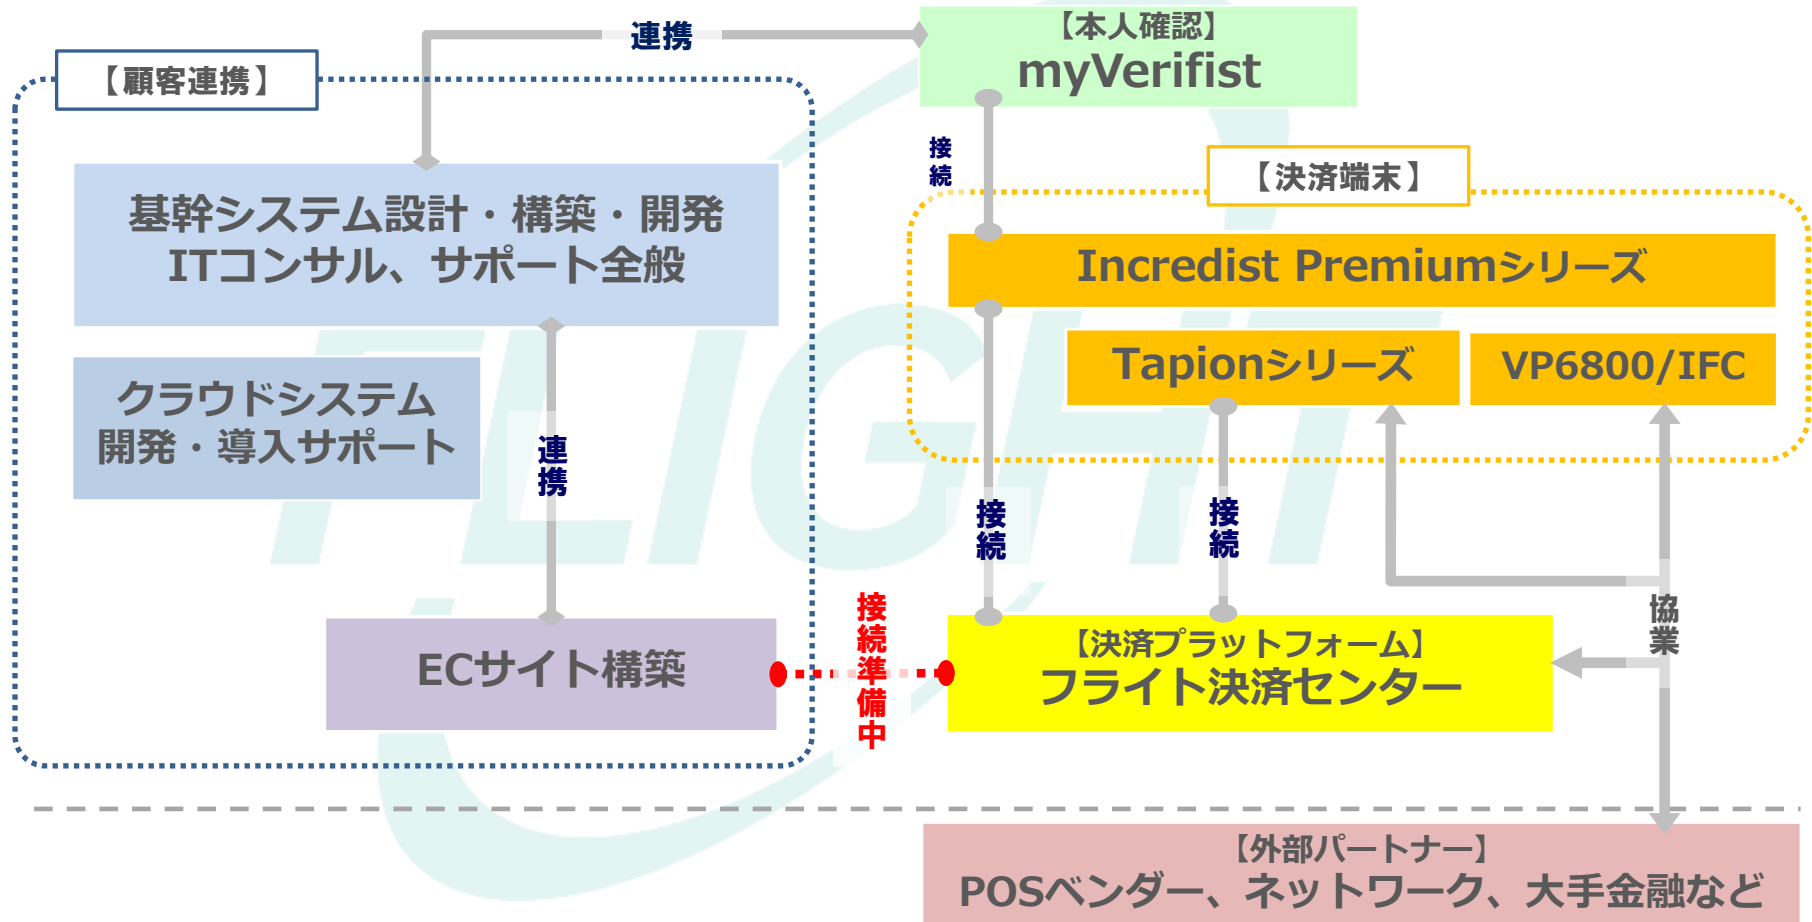 連携
【本人確認】
myVerifist
【顧客連携】
接
続
【決済端末】
基幹システム設計・構築・開発
ITコンサル、サポート全般
Incredist Premiumシリーズ
Tapionシリーズ
VP6800/IFC
クラウドシステム
開発・導入サポート
連携
接続
接続
FLIGHT
接続準備中
協業
ECサイト構築
【決済プラットフォーム】
フライト決済センター
【外部パートナー】
POSベンダー、ネットワーク、大手金融など